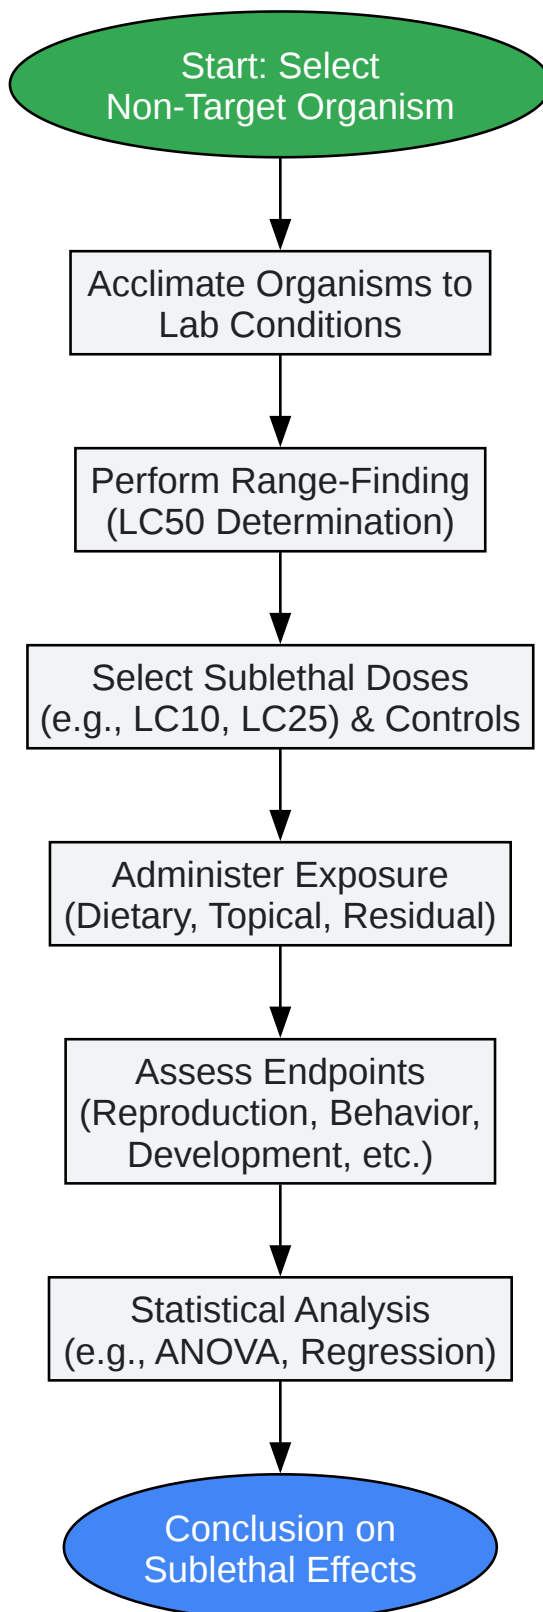 Start: Select
Non-Target Organism
Acclimate Organisms to
Lab Conditions
Perform Range-Finding
(LC50 Determination)
Select Sublethal Doses
(e.g., LC10, LC25) & Controls
Administer Exposure
(Dietary, Topical, Residual)
Assess Endpoints
(Reproduction, Behavior,
Development, etc.)
Statistical Analysis
(e.g., ANOVA, Regression)
Conclusion on
Sublethal Effects